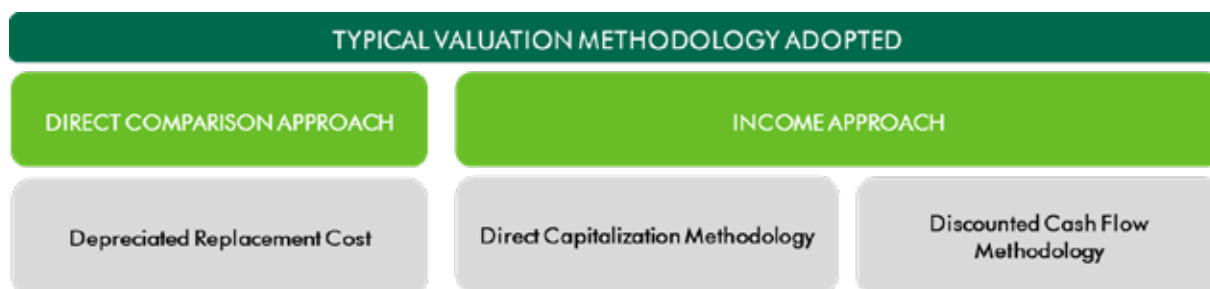 TYPICAL VALUATION METHODOLOGY ADOPTED
DIRECT COMPARISON APPROACH
INCOME APPROACH
Depreciated Replacement Cost
Direct Capitalization Methodology
Discounted Cash Flow
Methodology